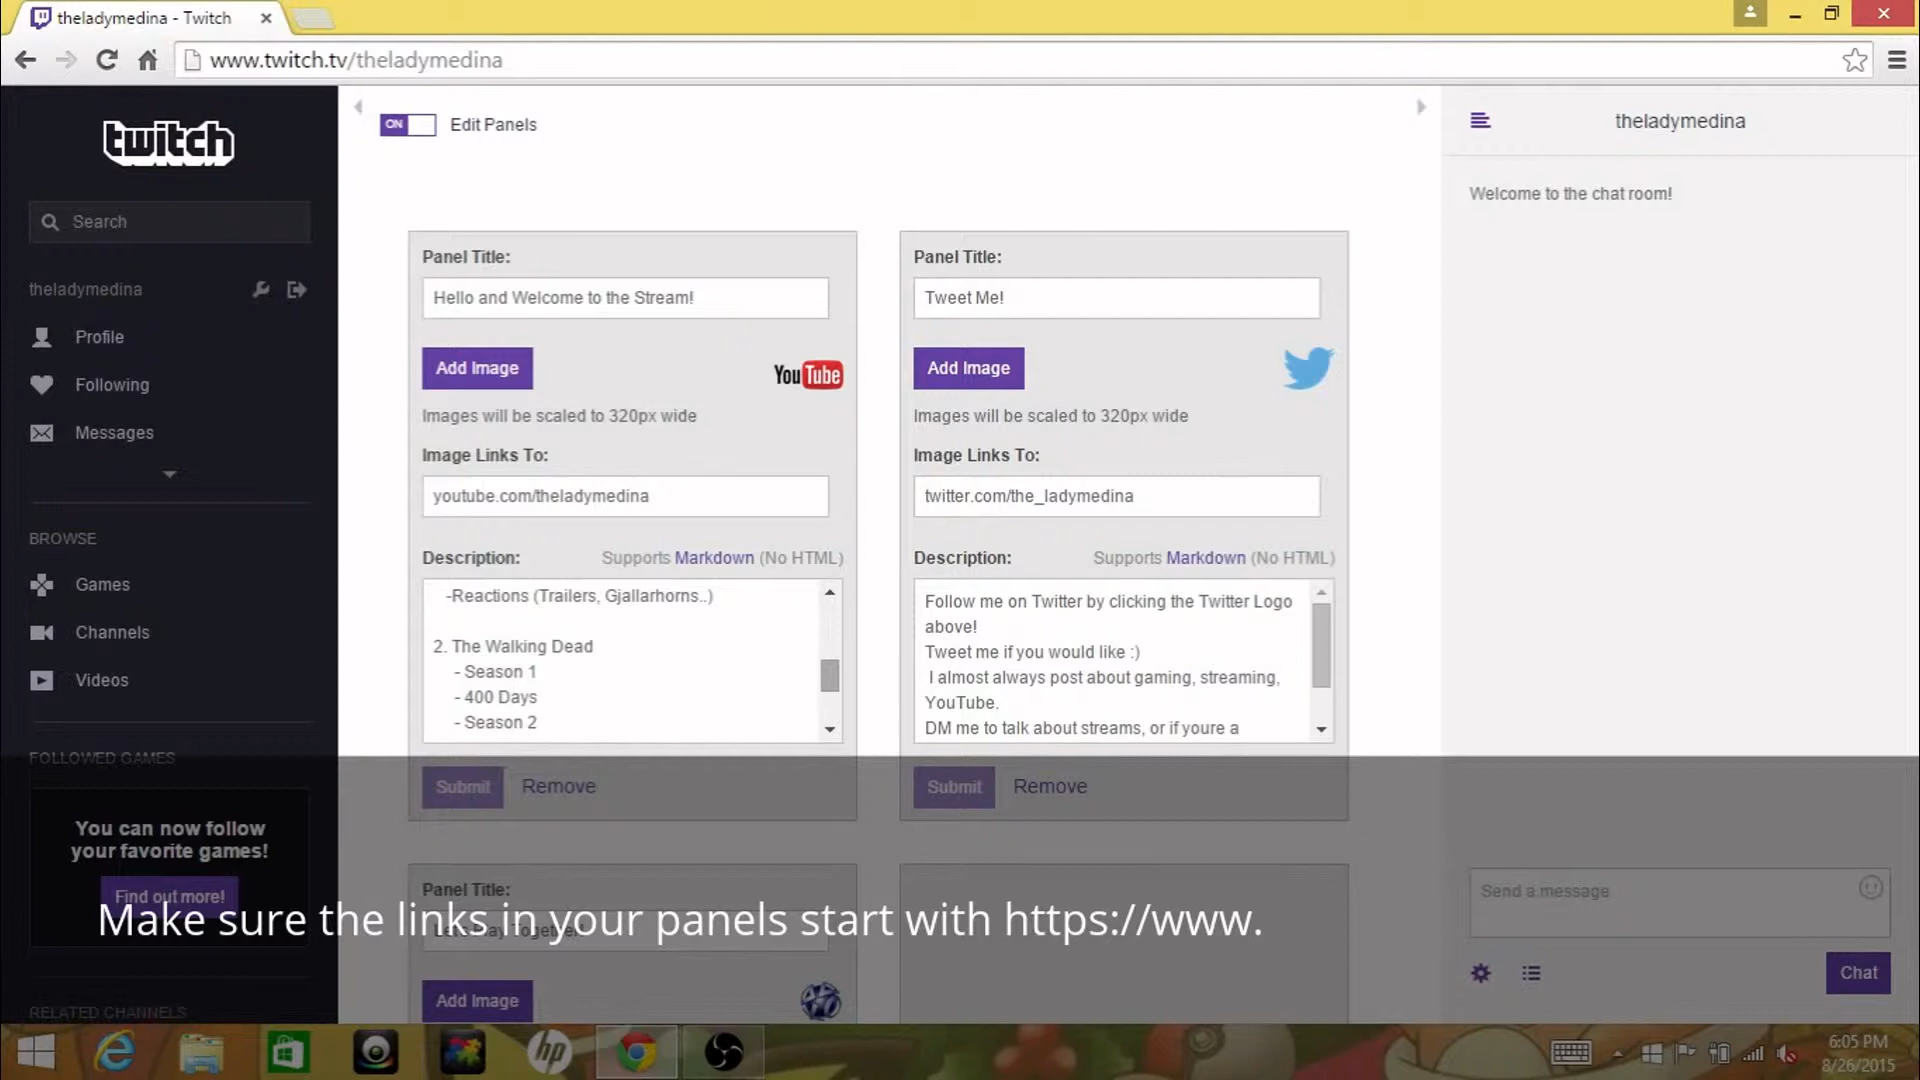 theladymedina - Twitch
www.twitch.tv/theladymedina
twitch
Search
theladymedina
Profile
Following
Messages
BROWSE
Games
Channels
Videos
FOLLOWED GAMES
You can now follow
your favorite games!
Find out more!
RELATED CHANNELS
ON
Edit Panels
Panel Title:
Hello and Welcome to the Stream!
Add Image
YouTube
Images will be scaled to 320px wide
Image Links To:
youtube.com/theladymedina
Description:
Supports Markdown (No HTML)
-Reactions (Trailers, Gjallarhorns..)
2. The Walking Dead
- Season 1
- 400 Days
- Season 2
Submit
Remove
Panel Title:
Tweet Me!
Add Image
Images will be scaled to 320px wide
Image Links To:
twitter.com/the_ladymedina
Description:
Supports Markdown (No HTML)
Follow me on Twitter by clicking the Twitter Logo
above!
Tweet me if you would like :)
I almost always post about gaming, streaming,
YouTube.
DM me to talk about streams, or if youre a
Submit
Remove
Panel Title:
Add Image
Make sure the links in your panels start with https://www.
theladymedina
Welcome to the chat room!
Send a message
Chat
hp
6:05 PM
8/26/2015